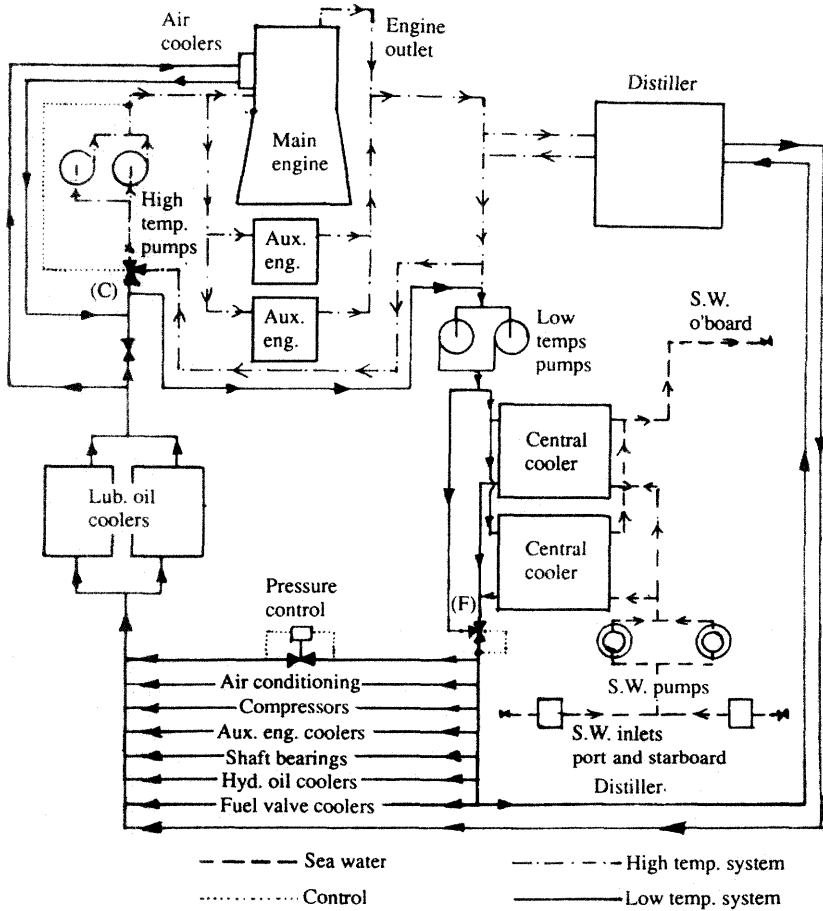 Air
coolers
Engine
outlet
Distiller
Main
engine
High
temp.
pumps
Aux.
eng.
(C)
Aux.
eng.
S.W.
o'board
Low
temps
pumps
Central
cooler
Lub. oil
coolers
Central
cooler
Pressure
control
(F)
S.W. pumps
Air conditioning
Compressors
Aux. eng. coolers
S.W. inlets
port and starboard
Shaft bearings
Hyd. oil coolers
Distiller
Fuel valve coolers
Sea water
High temp. system
Control
Low temp. system